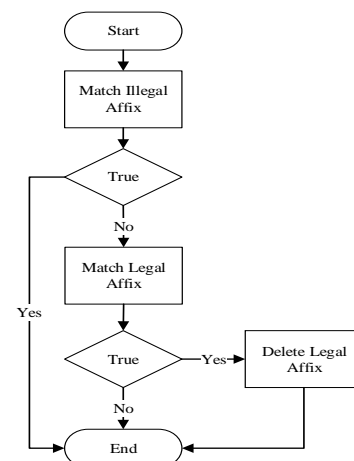 Start
Match Illegal
Affix
True
No
Match Legal
Affix
Yes
True
Yes
Delete Legal
Affix
No
End